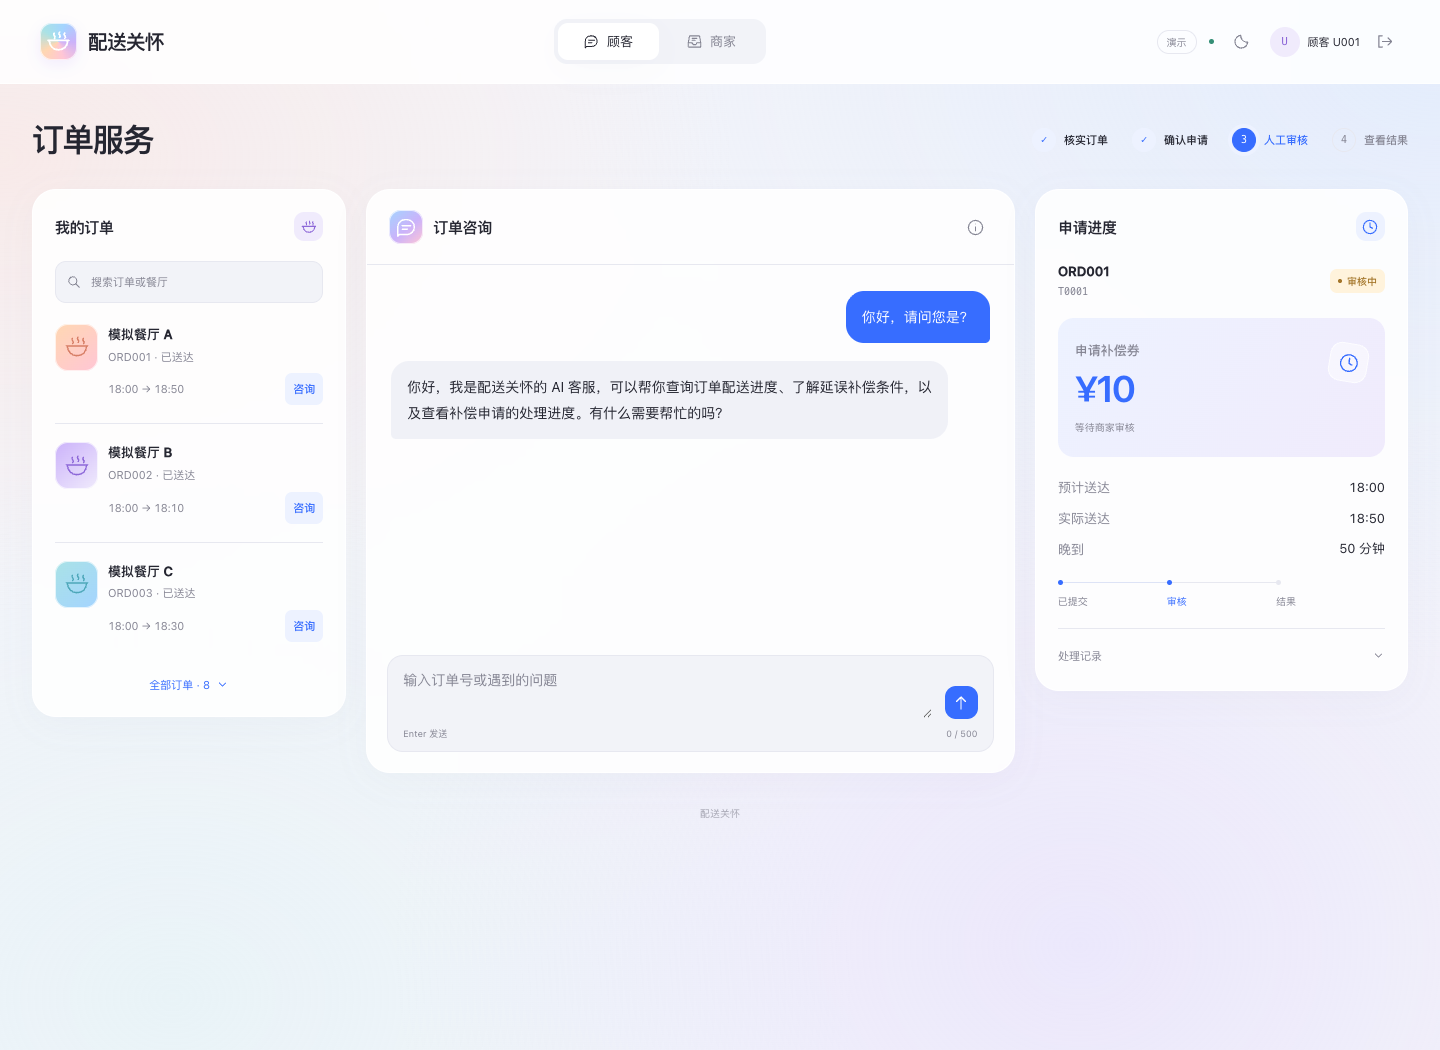 配送关怀
顾客
商家
演示
U
顾客 U001
订单服务
✓ 核实订单
✓ 确认申请
3 人工审核
4 查看结果
我的订单
搜索订单或餐厅
模拟餐厅 A
ORD001 · 已送达
18:00 → 18:50
咨询
模拟餐厅 B
ORD002 · 已送达
18:00 → 18:10
咨询
模拟餐厅 C
ORD003 · 已送达
18:00 → 18:30
咨询
全部订单 · 8
订单咨询
你好，请问您是？
你好，我是配送关怀的 AI 客服，可以帮你查询订单配送进度、了解延误补偿条件，以
及查看补偿申请的处理进度。有什么需要帮忙的吗？
输入订单号或遇到的问题
Enter 发送
0 / 500
申请进度
ORD001
T0001
审核中
申请补偿券
¥10
等待商家审核
预计送达 18:00
实际送达 18:50
晚到 50 分钟
已提交
审核
结果
处理记录
配送关怀